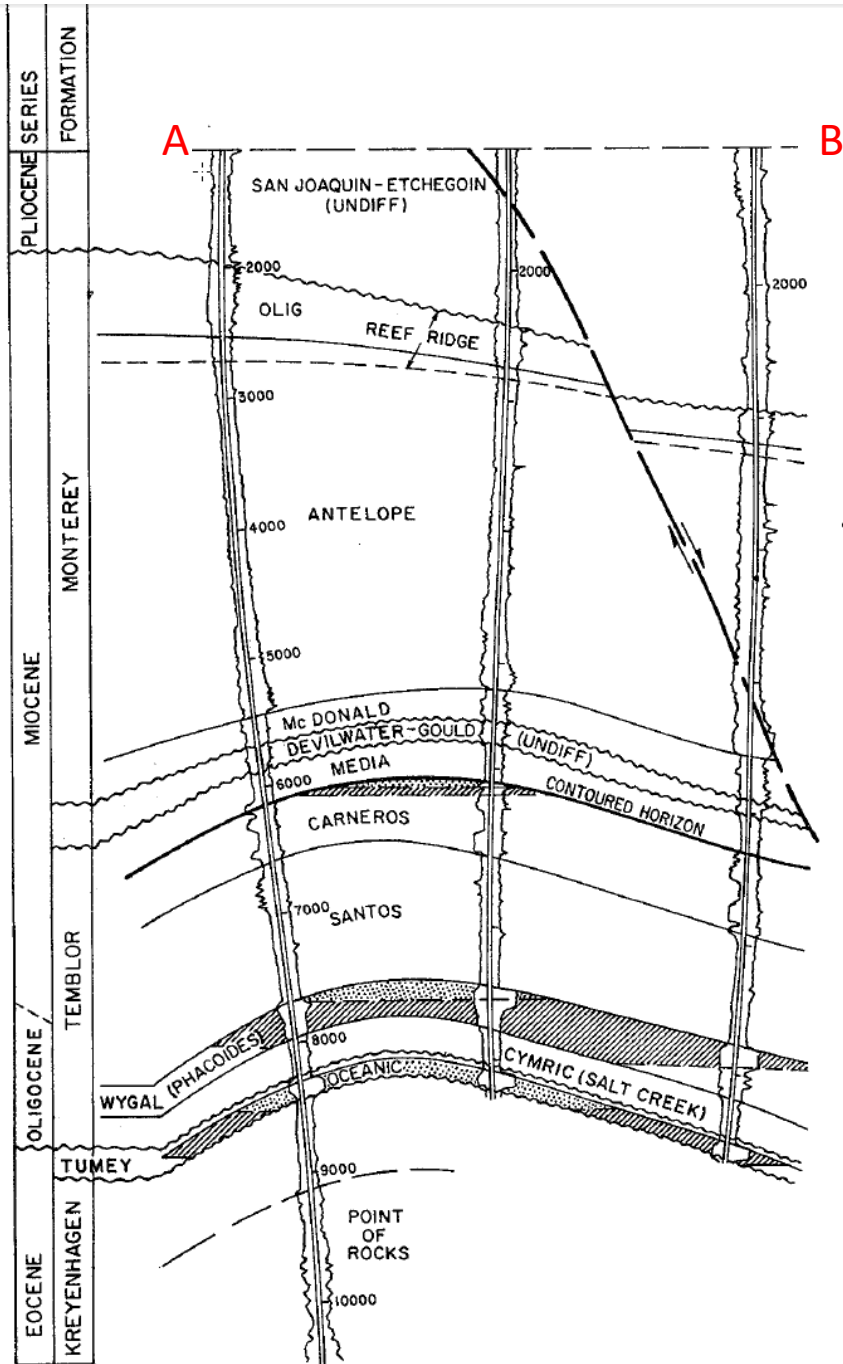 SERIES
FORMATION
A
B
PLIOCENE
MIOCENE
OLIGOCENE
EOCENE
MONTEREY
TEMBLOR
TUMEY
KREYENHAGEN
SAN JOAQUIN-ETCHEGOIN
(UNDIFF)
2000
2000
2000
OLIG
REEF RIDGE
3000
ANTELOPE
4000
5000
Mc DONALD
DEVILWATER-GOULD (UNDIFF)
MEDIA
6000
CONTOURED HORIZON
CARNEROS
7000
SANTOS
WYGAL (PHACOIDES)
8000
OCEANIC
CYMRIC (SALT CREEK)
9000
POINT
OF
ROCKS
10000